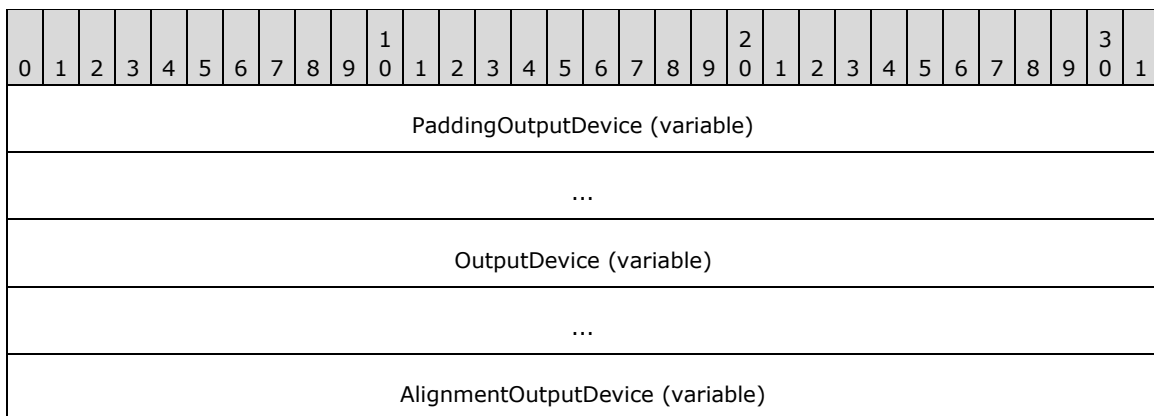 1 2 3
0 1 2 3 4 5 6 7 8 9 0 1 2 3 4 5 6 7 8 9 0 1 2 3 4 5 6 7 8 9 0 1
PaddingOutputDevice (variable)
...
OutputDevice (variable)
...
AlignmentOutputDevice (variable)